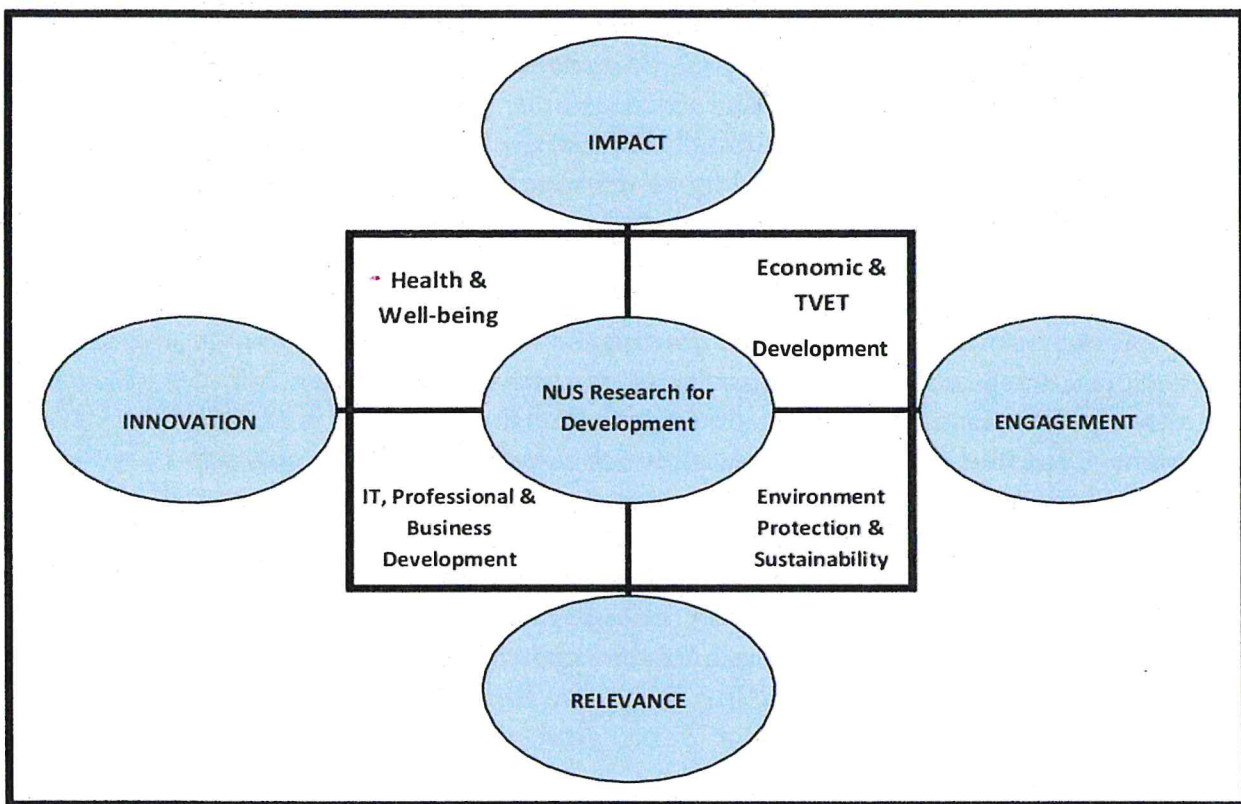 IMPACT
Health &
Well-being
Economic &
TVET
Development
INNOVATION
NUS Research for
Development
ENGAGEMENT
IT, Professional &
Business
Development
Environment
Protection &
Sustainability
RELEVANCE